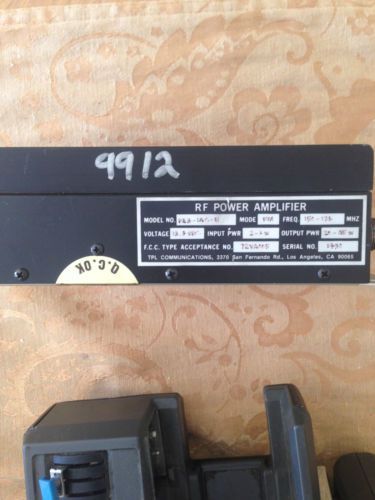 9912
RF POWER AMPLIFIER
MODEL NO. MODE FM FREQ. MHZ
VOLTAGE INPUT PWR OUTPUT PWR
F.C.C. TYPE ACCEPTANCE NO. SERIAL NO.
TPL COMMUNICATIONS, 3370 San Fernando Rd., Los Angeles, CA 90065
Q.C. OK